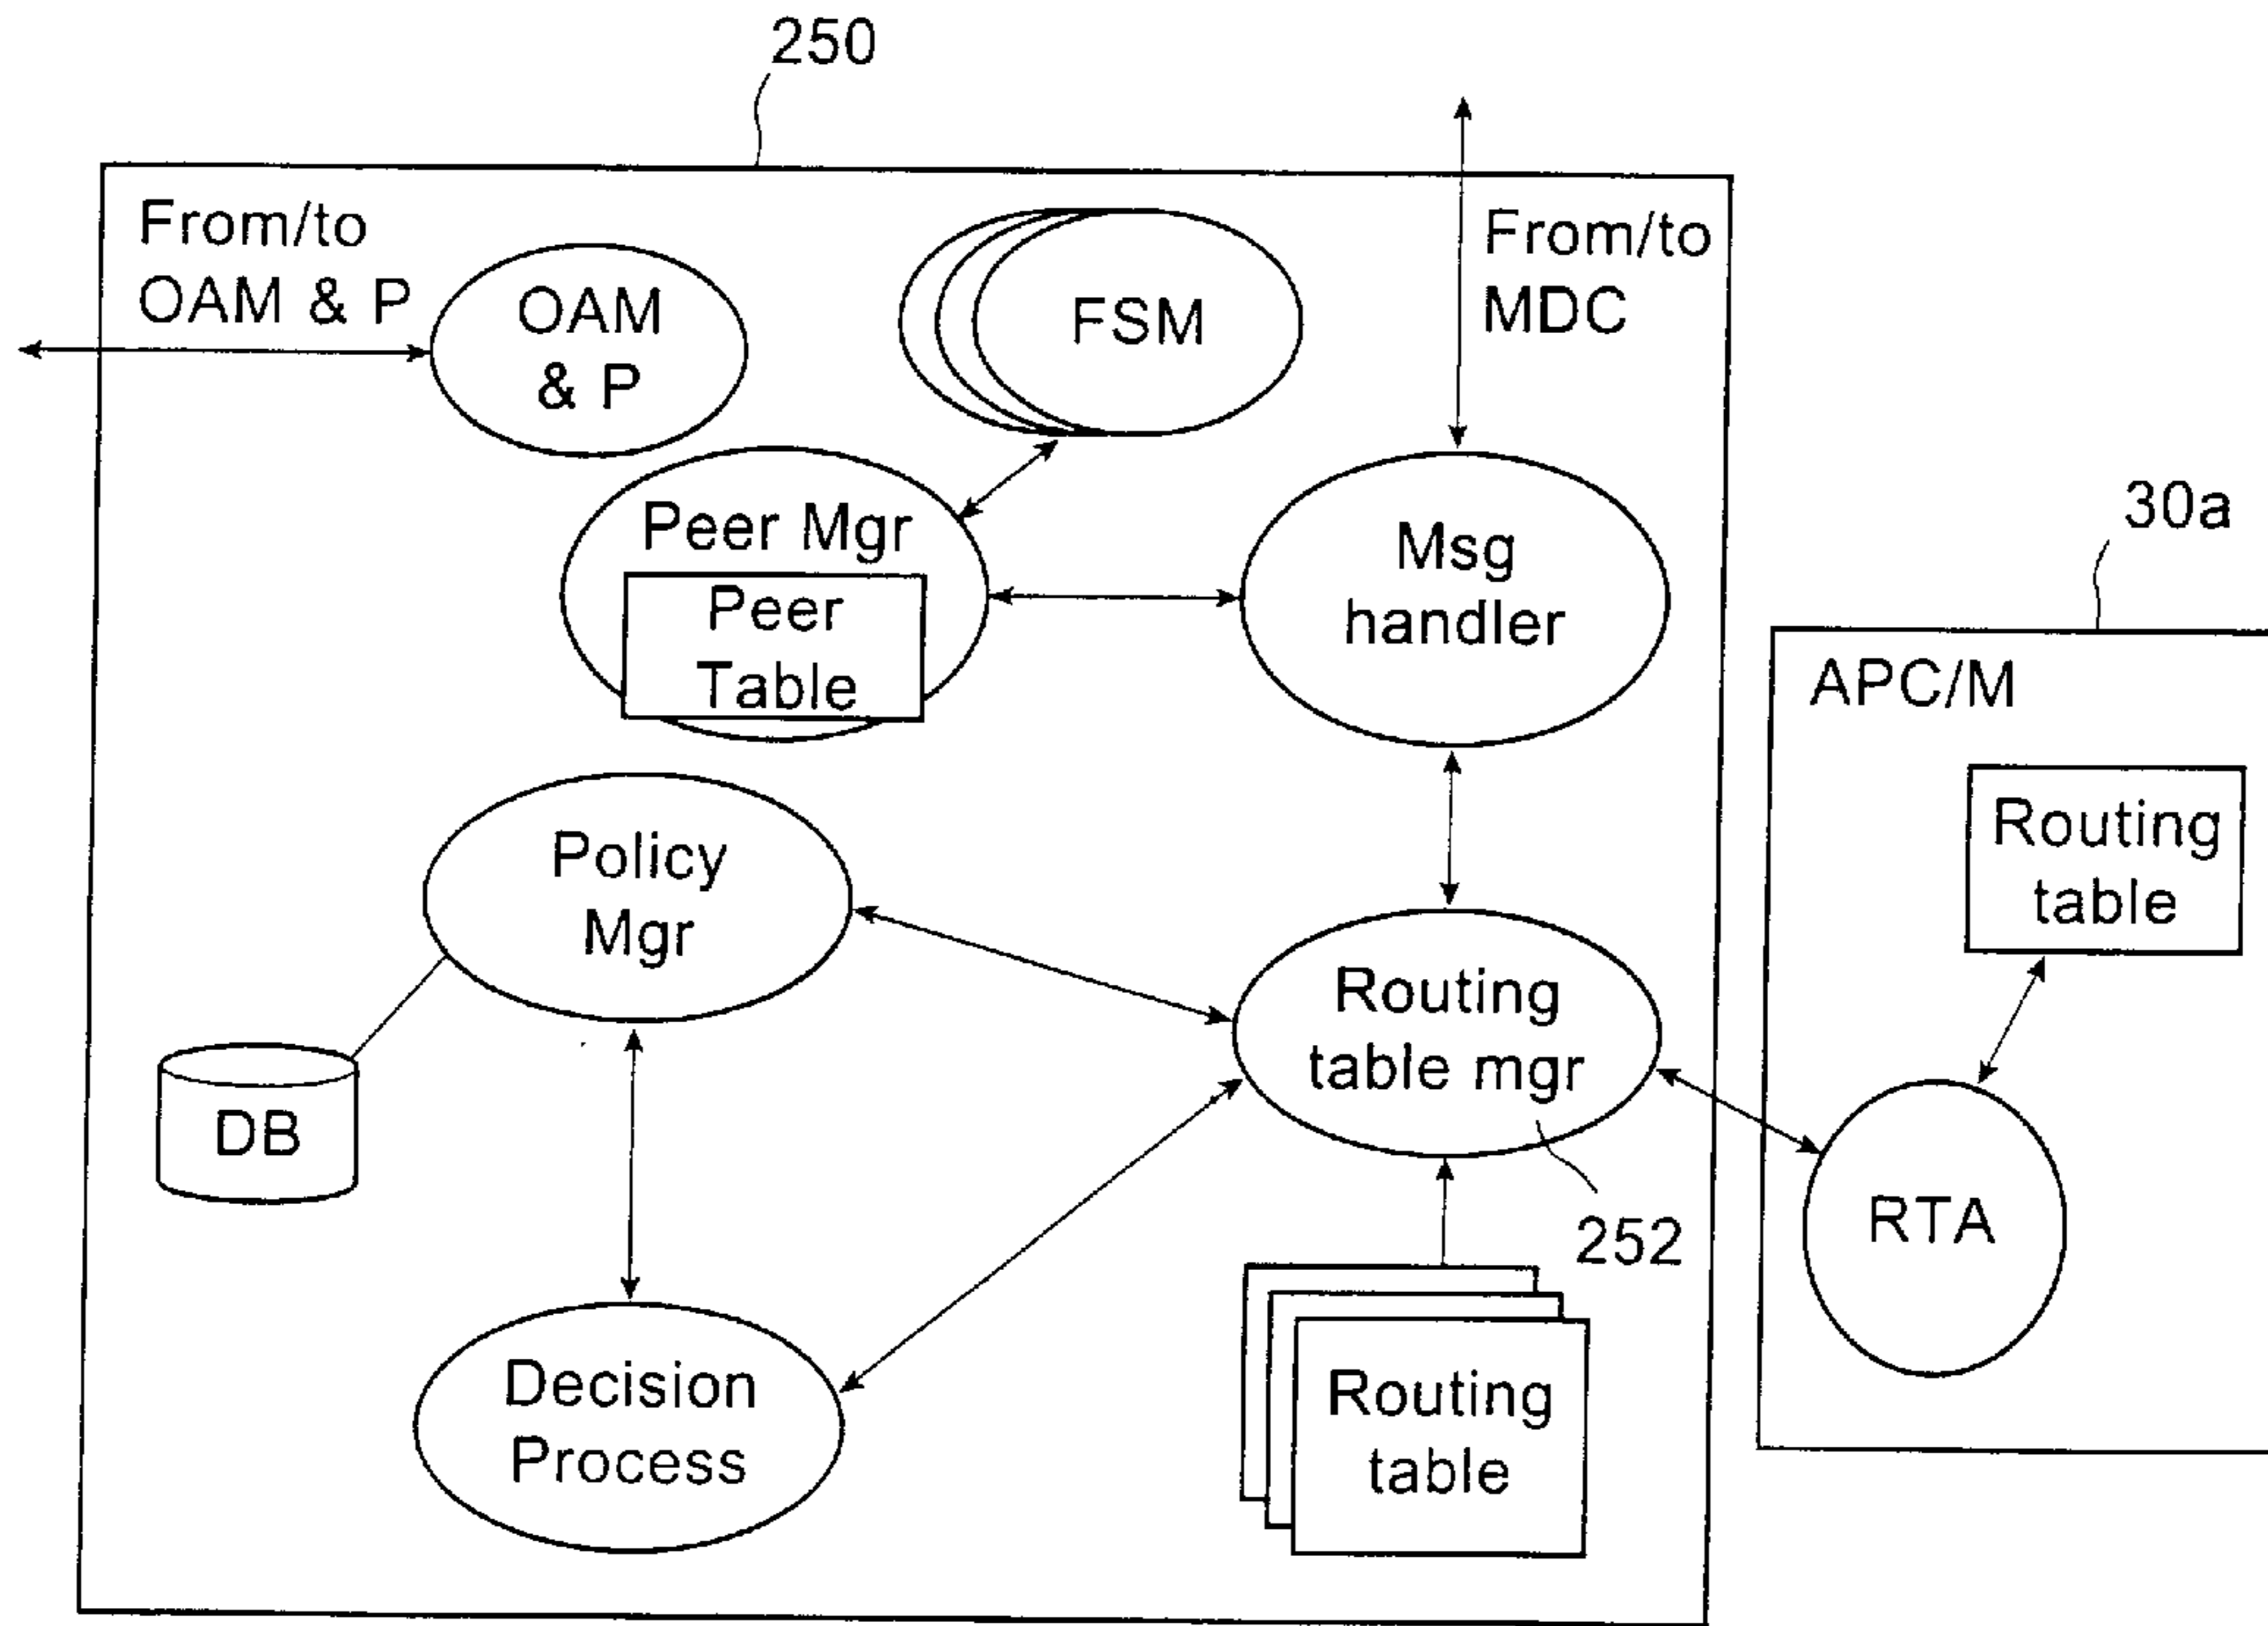 250
From/to
OAM & P
OAM
& P
FSM
From/to
MDC
Peer Mgr
Peer
Table
Msg
handler
30a
APC/M
Routing
table
Policy
Mgr
Routing
table mgr
DB
RTA
252
Decision
Process
Routing
table